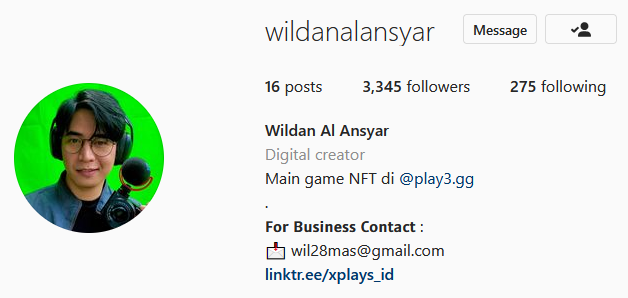 wildanalansyar Message
16 posts 3,345 followers 275 following
Wildan Al Ansyar
Digital creator
Main game NFT di @play3.gg
.
For Business Contact :
📩 wil28mas@gmail.com
linktr.ee/xplays_id